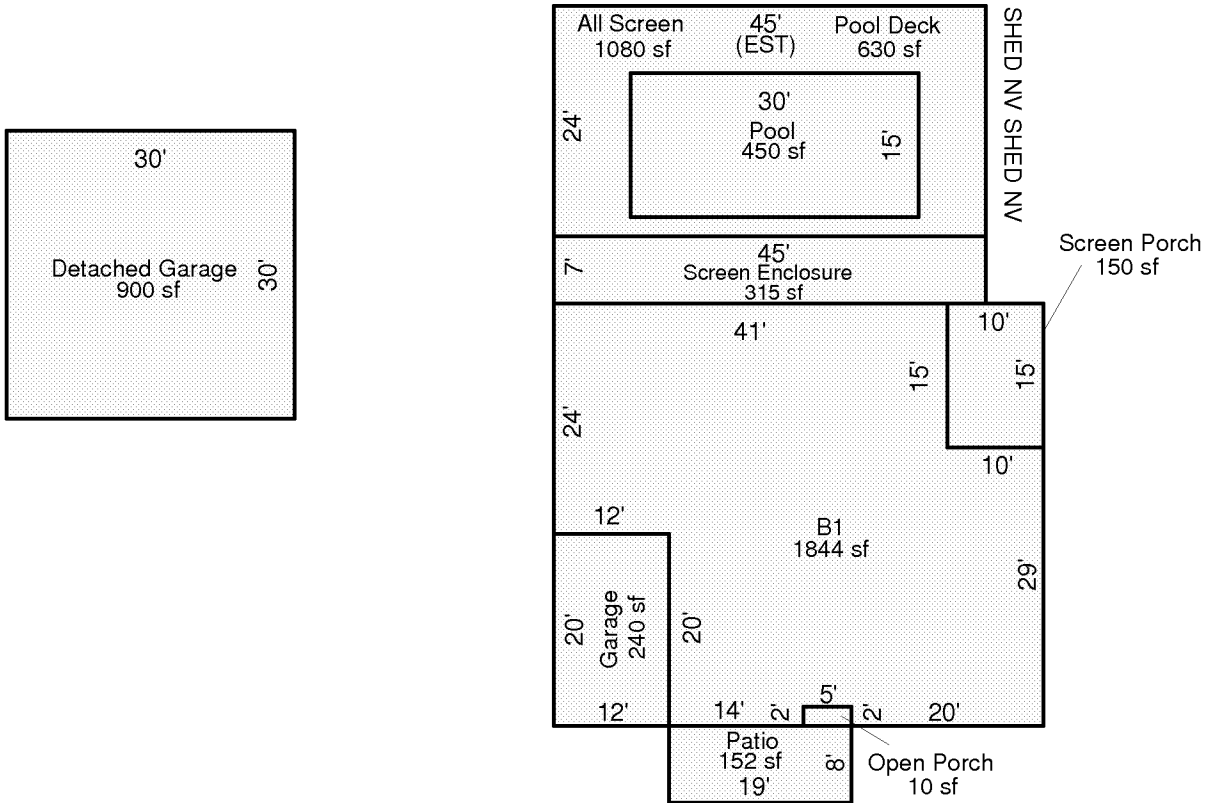 All Screen
1080 sf
45'
(EST)
Pool Deck
630 sf
SHED NV SHED NV
24'
30'
Pool
450 sf
15'
30'
Detached Garage
900 sf
30'
7'
45'
Screen Enclosure
315 sf
Screen Porch
150 sf
41'
10'
15'
15'
24'
10'
12'
B1
1844 sf
29'
20'
Garage
240 sf
20'
12'
14'
2'
5'
2'
20'
Patio
152 sf
8'
19'
Open Porch
10 sf